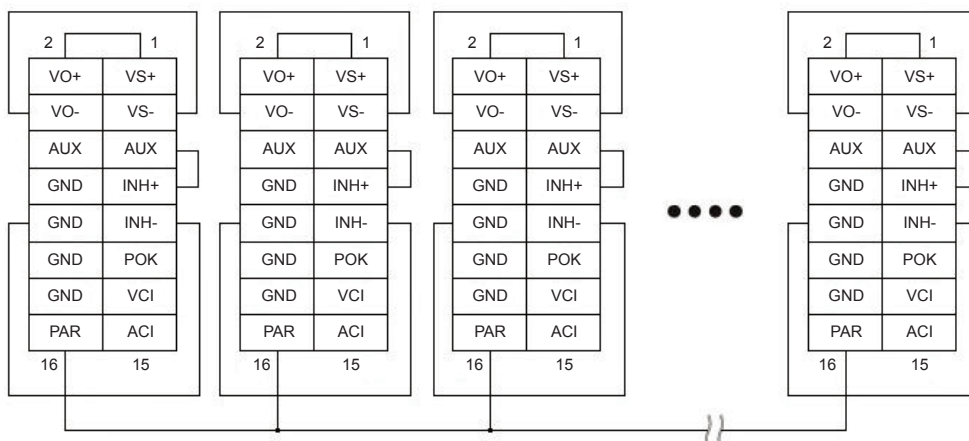 2 1 2 1 2 1 2 1
VO+ VS+ VO+ VS+ VO+ VS+ VO+ VS+
VO- VS- VO- VS- VO- VS- VO- VS-
AUX AUX AUX AUX AUX AUX AUX AUX
GND INH+ GND INH+ GND INH+ GND INH+
GND INH- GND INH- GND INH- GND INH-
GND POK GND POK GND POK GND POK
GND VCI GND VCI GND VCI GND VCI
PAR ACI PAR ACI PAR ACI PAR ACI
16 15 16 15 16 15 16 15